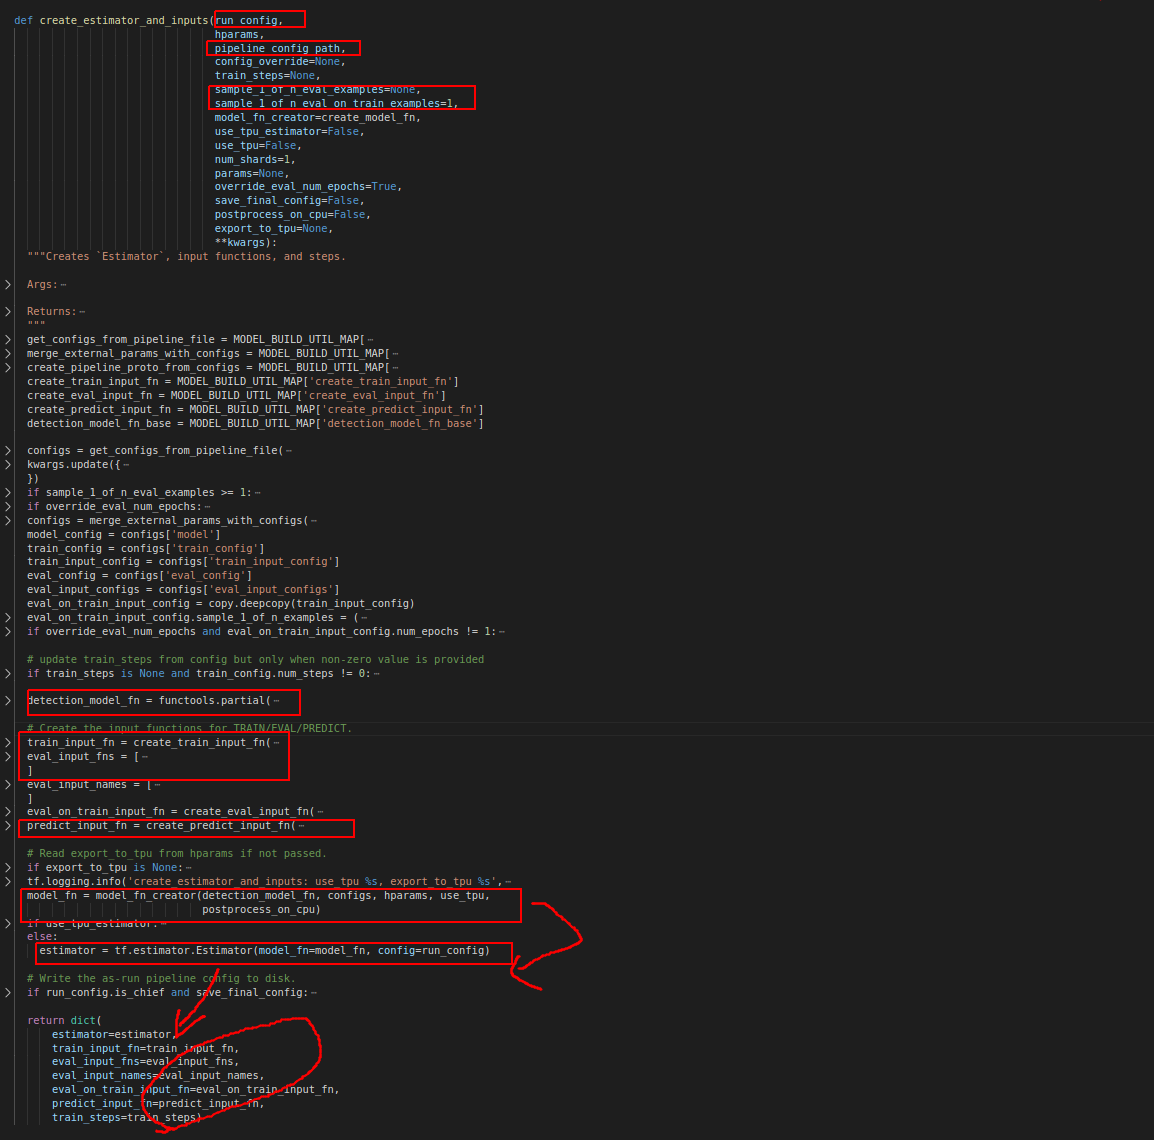 def create_estimator_and_inputs(run_config,
hparams,
pipeline_config_path,
config_override=None,
train_steps=None,
sample_1_of_n_eval_examples=None,
sample_1_of_n_eval_on_train_examples=1,
model_fn_creator=create_model_fn,
use_tpu_estimator=False,
use_tpu=False,
num_shards=1,
params=None,
override_eval_num_epochs=True,
save_final_config=False,
postprocess_on_cpu=False,
export_to_tpu=None,
**kwargs):
"""Creates `Estimator`, input functions, and steps.
Args:⋯
Returns:⋯
"""
get_configs_from_pipeline_file = MODEL_BUILD_UTIL_MAP[⋯
merge_external_params_with_configs = MODEL_BUILD_UTIL_MAP[⋯
create_pipeline_proto_from_configs = MODEL_BUILD_UTIL_MAP[⋯
create_train_input_fn = MODEL_BUILD_UTIL_MAP['create_train_input_fn']
create_eval_input_fn = MODEL_BUILD_UTIL_MAP['create_eval_input_fn']
create_predict_input_fn = MODEL_BUILD_UTIL_MAP['create_predict_input_fn']
detection_model_fn_base = MODEL_BUILD_UTIL_MAP['detection_model_fn_base']
configs = get_configs_from_pipeline_file(⋯
kwargs.update({⋯
})
if sample_1_of_n_eval_examples >= 1:⋯
if override_eval_num_epochs:⋯
configs = merge_external_params_with_configs(⋯
model_config = configs['model']
train_config = configs['train_config']
train_input_config = configs['train_input_config']
eval_config = configs['eval_config']
eval_input_configs = configs['eval_input_configs']
eval_on_train_input_config = copy.deepcopy(train_input_config)
eval_on_train_input_config.sample_1_of_n_examples = (⋯
if override_eval_num_epochs and eval_on_train_input_config.num_epochs != 1:⋯
# update train_steps from config but only when non-zero value is provided
if train_steps is None and train_config.num_steps != 0:⋯
detection_model_fn = functools.partial(⋯
# Create the input functions for TRAIN/EVAL/PREDICT.
train_input_fn = create_train_input_fn(⋯
eval_input_fns = [⋯
]
eval_input_names = [⋯
]
eval_on_train_input_fn = create_eval_input_fn(⋯
predict_input_fn = create_predict_input_fn(⋯
# Read export_to_tpu from hparams if not passed.
if export_to_tpu is None:⋯
tf.logging.info('create_estimator_and_inputs: use_tpu %s, export_to_tpu %s',⋯
model_fn = model_fn_creator(detection_model_fn, configs, hparams, use_tpu,
postprocess_on_cpu)
if use_tpu_estimator:⋯
else:
estimator = tf.estimator.Estimator(model_fn=model_fn, config=run_config)
# Write the as-run pipeline config to disk.
if run_config.is_chief and save_final_config:⋯
return dict(
estimator=estimator,
train_input_fn=train_input_fn,
eval_input_fns=eval_input_fns,
eval_input_names=eval_input_names,
eval_on_train_input_fn=eval_on_train_input_fn,
predict_input_fn=predict_input_fn,
train_steps=train_steps)